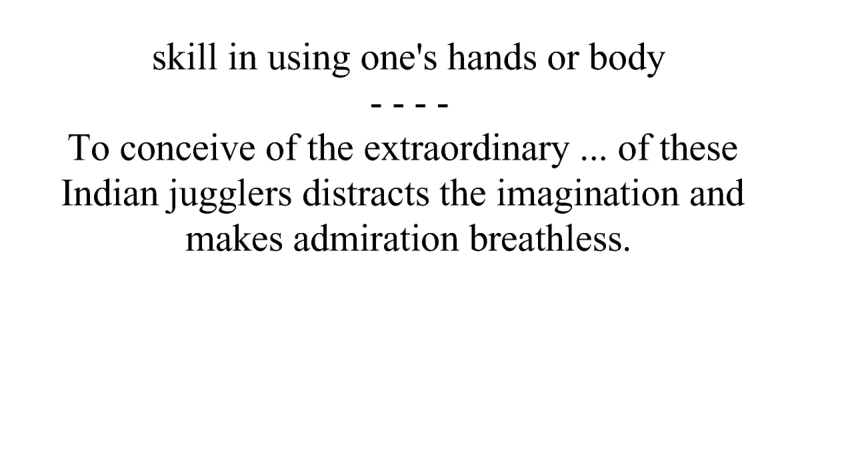 skill in using one's hands or body
- - - -
To conceive of the extraordinary ... of these
Indian jugglers distracts the imagination and
makes admiration breathless.